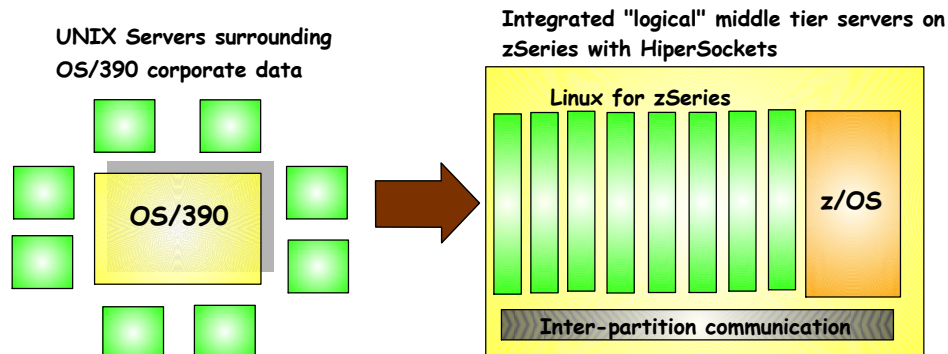 UNIX Servers surrounding
OS/390 corporate data
OS/390
Integrated "logical" middle tier servers on
zSeries with HiperSockets
Linux for zSeries
z/OS
Inter-partition communication